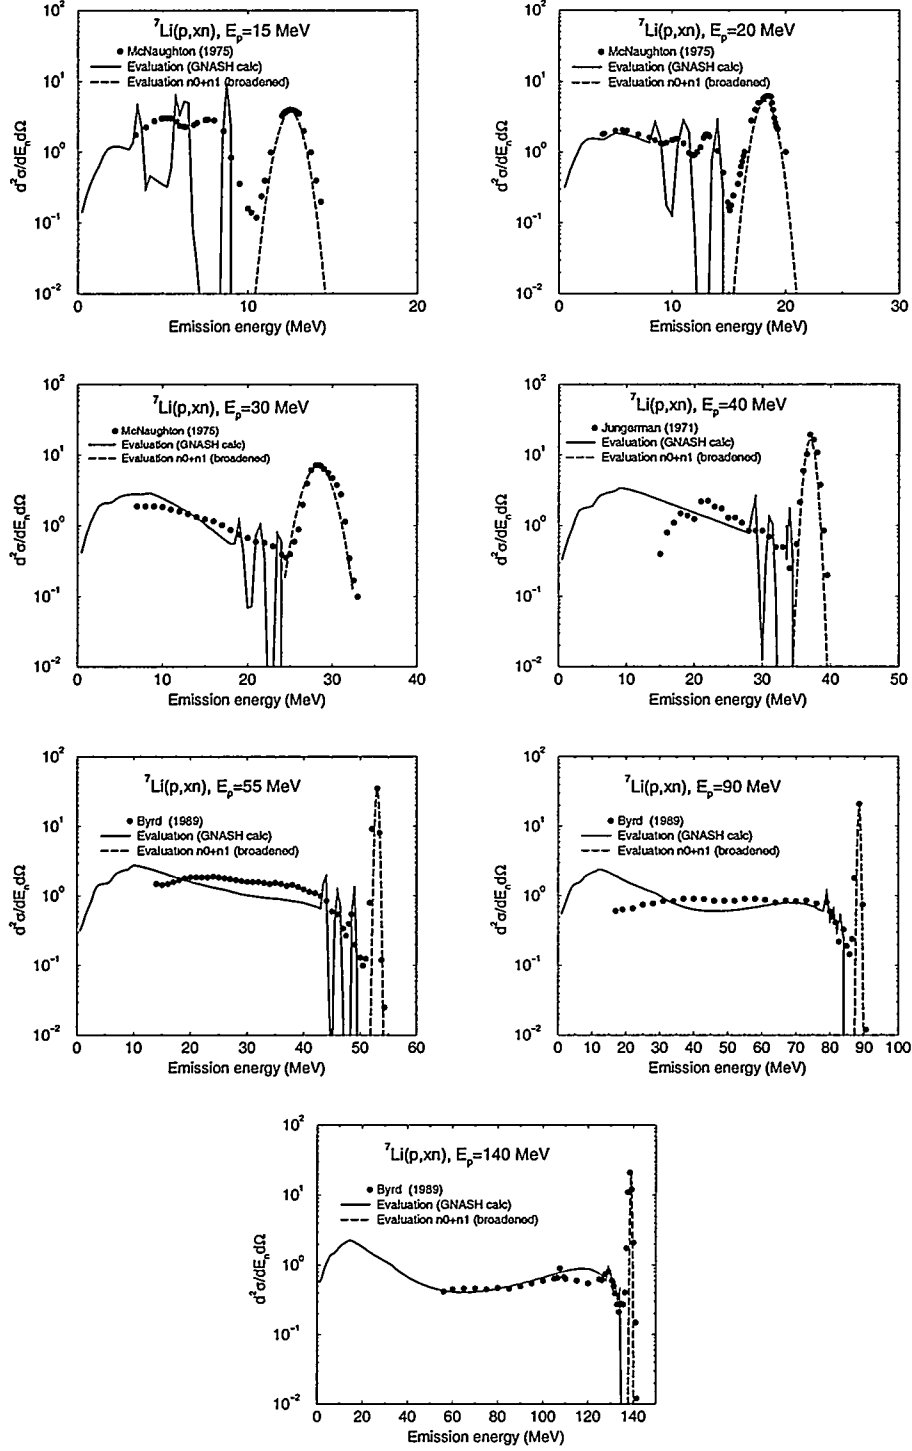 ⁷Li(p,xn), Eₚ=15 MeV
McNaughton (1975)
Evaluation (GNASH calc)
Evaluation n0+n1 (broadened)
d²σ/dEₙdΩ
10²
10¹
10⁰
10⁻¹
10⁻²
0 10 20
Emission energy (MeV)
⁷Li(p,xn), Eₚ=20 MeV
McNaughton (1975)
Evaluation (GNASH calc)
Evaluation n0+n1 (broadened)
d²σ/dEₙdΩ
10²
10¹
10⁰
10⁻¹
10⁻²
0 10 20 30
Emission energy (MeV)
⁷Li(p,xn), Eₚ=30 MeV
McNaughton (1975)
Evaluation (GNASH calc)
Evaluation n0+n1 (broadened)
d²σ/dEₙdΩ
10²
10¹
10⁰
10⁻¹
10⁻²
0 10 20 30 40
Emission energy (MeV)
⁷Li(p,xn), Eₚ=40 MeV
Jungerman (1971)
Evaluation (GNASH calc)
Evaluation n0+n1 (broadened)
d²σ/dEₙdΩ
10²
10¹
10⁰
10⁻¹
10⁻²
0 10 20 30 40 50
Emission energy (MeV)
⁷Li(p,xn), Eₚ=55 MeV
Byrd (1989)
Evaluation (GNASH calc)
Evaluation n0+n1 (broadened)
d²σ/dEₙdΩ
10²
10¹
10⁰
10⁻¹
10⁻²
0 10 20 30 40 50 60
Emission energy (MeV)
⁷Li(p,xn), Eₚ=90 MeV
Byrd (1989)
Evaluation (GNASH calc)
Evaluation n0+n1 (broadened)
d²σ/dEₙdΩ
10²
10¹
10⁰
10⁻¹
10⁻²
0 10 20 30 40 50 60 70 80 90 100
Emission energy (MeV)
⁷Li(p,xn), Eₚ=140 MeV
Byrd (1989)
Evaluation (GNASH calc)
Evaluation n0+n1 (broadened)
d²σ/dEₙdΩ
10²
10¹
10⁰
10⁻¹
10⁻²
0 20 40 60 80 100 120 140
Emission energy (MeV)